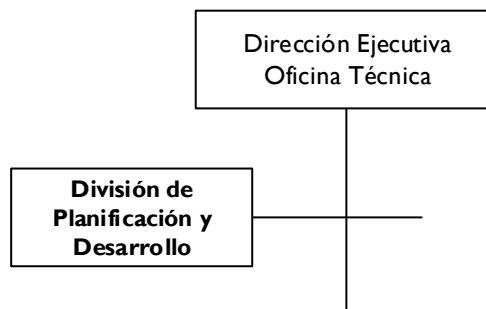 Dirección Ejecutiva
Oficina Técnica
División de
Planificación y
Desarrollo